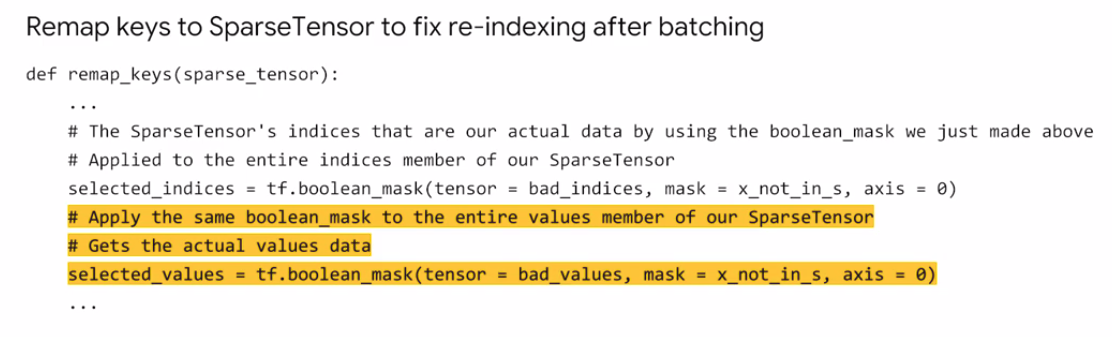 Remap keys to SparseTensor to fix re-indexing after batching
def remap_keys(sparse_tensor):
    ...
    # The SparseTensor's indices that are our actual data by using the boolean_mask we just made above
    # Applied to the entire indices member of our SparseTensor
    selected_indices = tf.boolean_mask(tensor = bad_indices, mask = x_not_in_s, axis = 0)
    # Apply the same boolean_mask to the entire values member of our SparseTensor
    # Gets the actual values data
    selected_values = tf.boolean_mask(tensor = bad_values, mask = x_not_in_s, axis = 0)
    ...